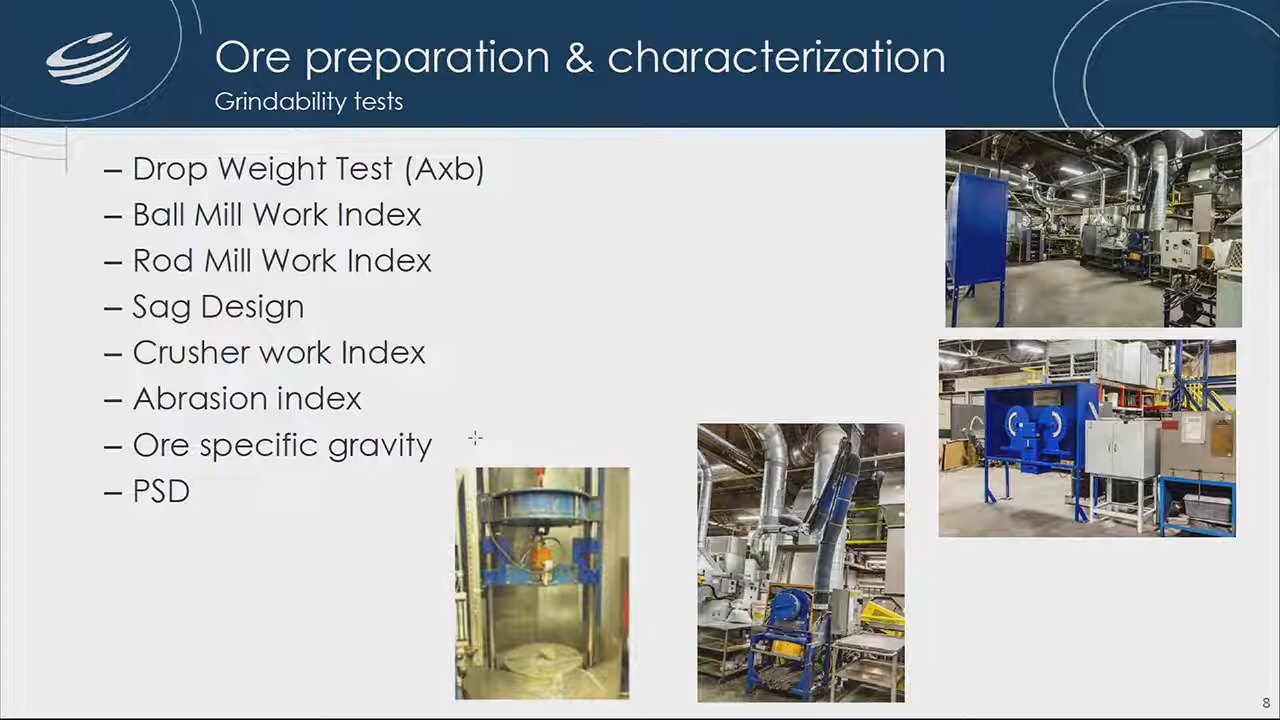 Ore preparation & characterization
Grindability tests
– Drop Weight Test (Axb)
– Ball Mill Work Index
– Rod Mill Work Index
– Sag Design
– Crusher work Index
– Abrasion index
– Ore specific gravity
– PSD
8